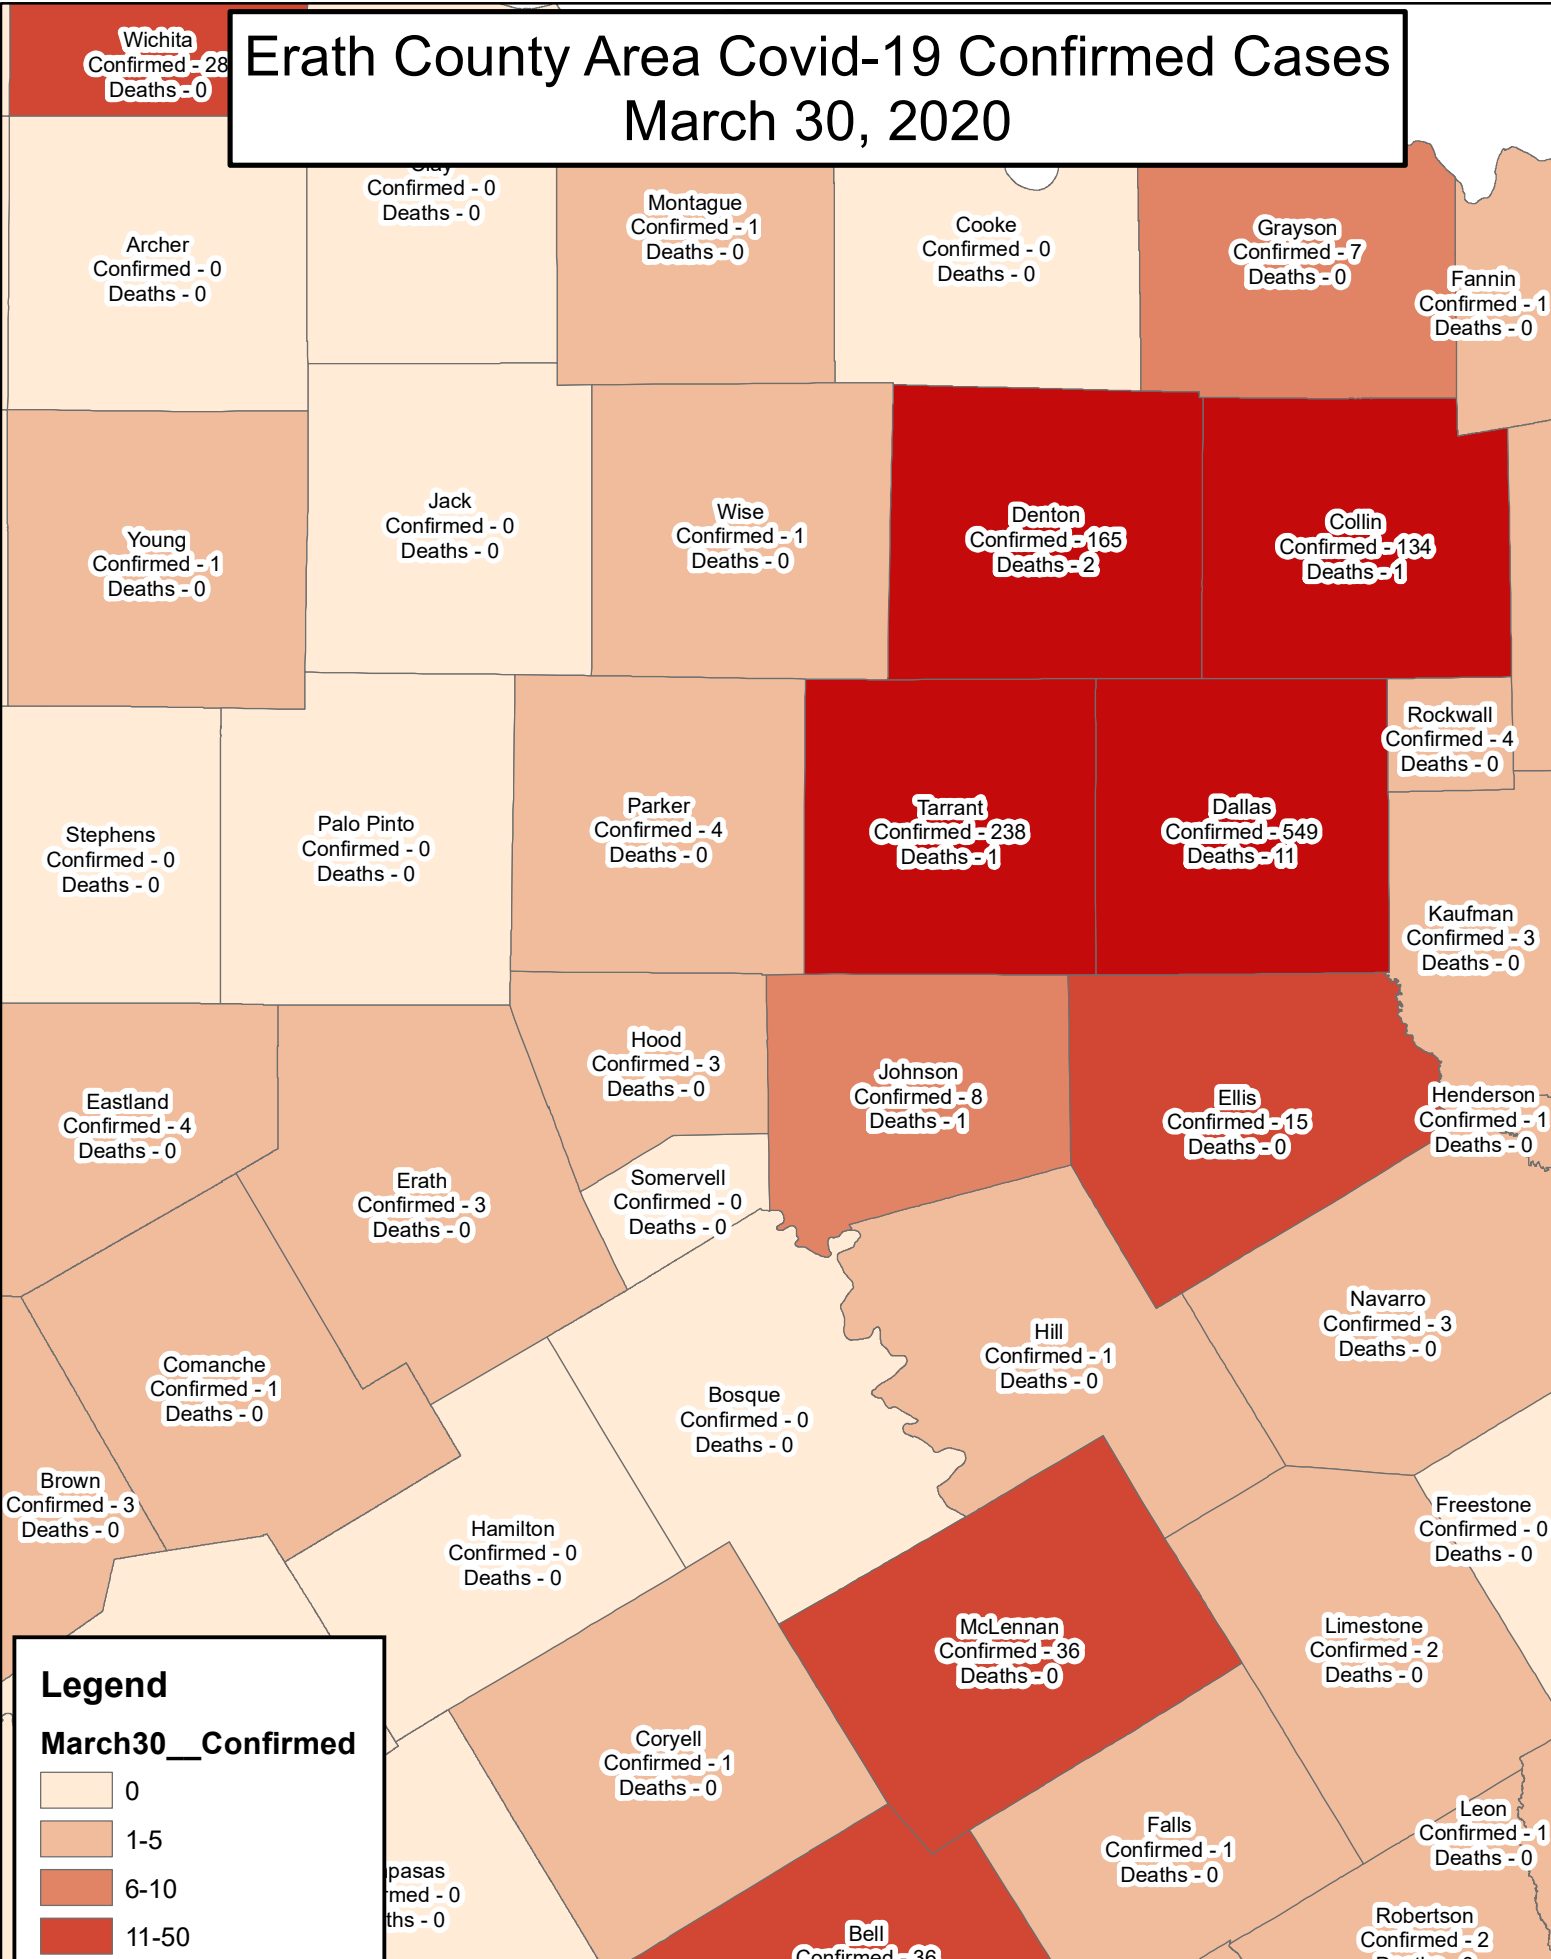 Erath County Area Covid-19 Confirmed Cases
March 30, 2020
Wichita
Confirmed - 28
Deaths - 0
Confirmed - 0
Deaths - 0
Montague
Confirmed - 1
Deaths - 0
Cooke
Confirmed - 0
Deaths - 0
Grayson
Confirmed - 7
Deaths - 0
Fannin
Confirmed - 1
Deaths - 0
Archer
Confirmed - 0
Deaths - 0
Young
Confirmed - 1
Deaths - 0
Jack
Confirmed - 0
Deaths - 0
Wise
Confirmed - 1
Deaths - 0
Denton
Confirmed - 165
Deaths - 2
Collin
Confirmed - 134
Deaths - 1
Rockwall
Confirmed - 4
Deaths - 0
Stephens
Confirmed - 0
Deaths - 0
Palo Pinto
Confirmed - 0
Deaths - 0
Parker
Confirmed - 4
Deaths - 0
Tarrant
Confirmed - 238
Deaths - 1
Dallas
Confirmed - 549
Deaths - 11
Kaufman
Confirmed - 3
Deaths - 0
Eastland
Confirmed - 4
Deaths - 0
Erath
Confirmed - 3
Deaths - 0
Hood
Confirmed - 3
Deaths - 0
Somervell
Confirmed - 0
Deaths - 0
Johnson
Confirmed - 8
Deaths - 1
Ellis
Confirmed - 15
Deaths - 0
Henderson
Confirmed - 1
Deaths - 0
Comanche
Confirmed - 1
Deaths - 0
Bosque
Confirmed - 0
Deaths - 0
Hill
Confirmed - 1
Deaths - 0
Navarro
Confirmed - 3
Deaths - 0
Brown
Confirmed - 3
Deaths - 0
Hamilton
Confirmed - 0
Deaths - 0
Freestone
Confirmed - 0
Deaths - 0
McLennan
Confirmed - 36
Deaths - 0
Limestone
Confirmed - 2
Deaths - 0
Coryell
Confirmed - 1
Deaths - 0
Falls
Confirmed - 1
Deaths - 0
Leon
Confirmed - 1
Deaths - 0
pasas
rmed - 0
ths - 0
Bell
Confirmed - 36
Robertson
Confirmed - 2
Legend
March30__Confirmed
0
1-5
6-10
11-50